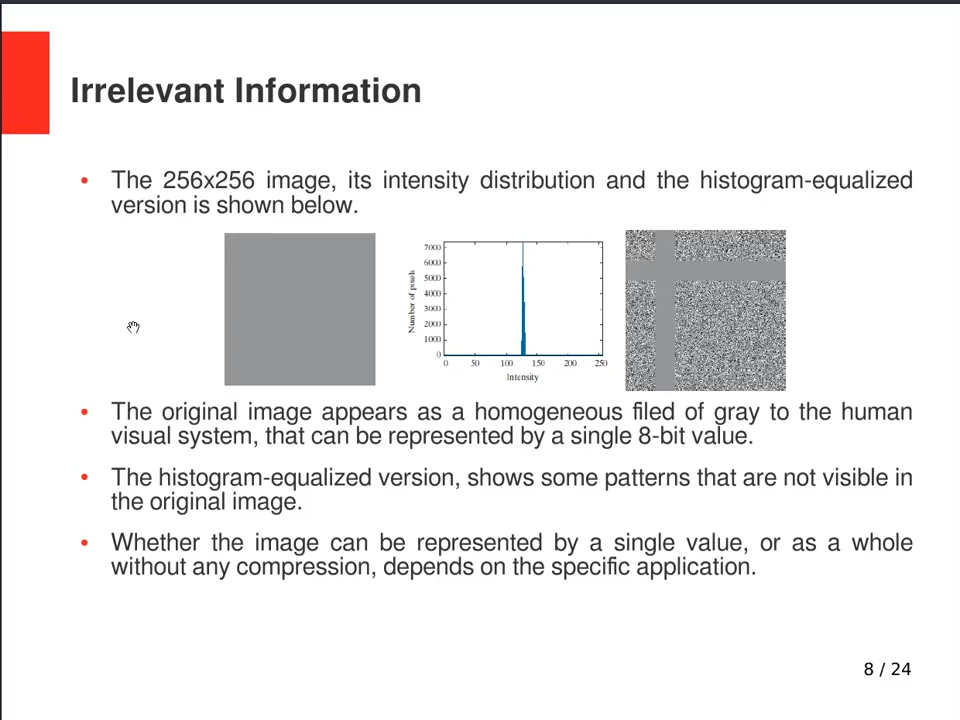 Irrelevant Information
• The 256x256 image, its intensity distribution and the histogram-equalized
version is shown below.
7000
6000
5000
4000
3000
2000
1000
0
Number of pixels
0 50 100 150 200 250
Intensity
• The original image appears as a homogeneous filed of gray to the human
visual system, that can be represented by a single 8-bit value.
• The histogram-equalized version, shows some patterns that are not visible in
the original image.
• Whether the image can be represented by a single value, or as a whole
without any compression, depends on the specific application.
8 / 24